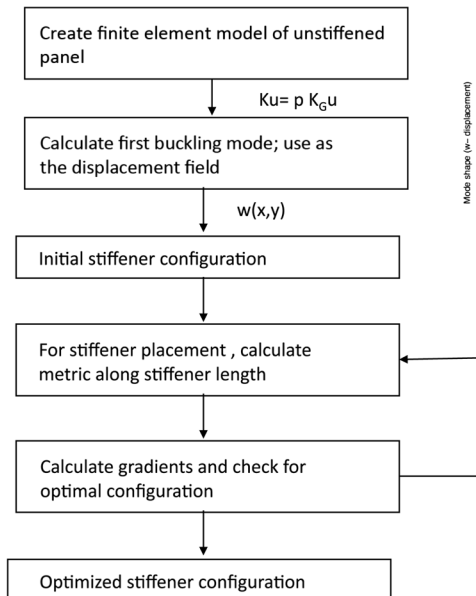 Create finite element model of unstiffened
panel
Ku= p K_G u
Calculate first buckling mode; use as
the displacement field
w(x,y)
Initial stiffener configuration
For stiffener placement , calculate
metric along stiffener length
Calculate gradients and check for
optimal configuration
Optimized stiffener configuration
Mode shape (w– displacement)